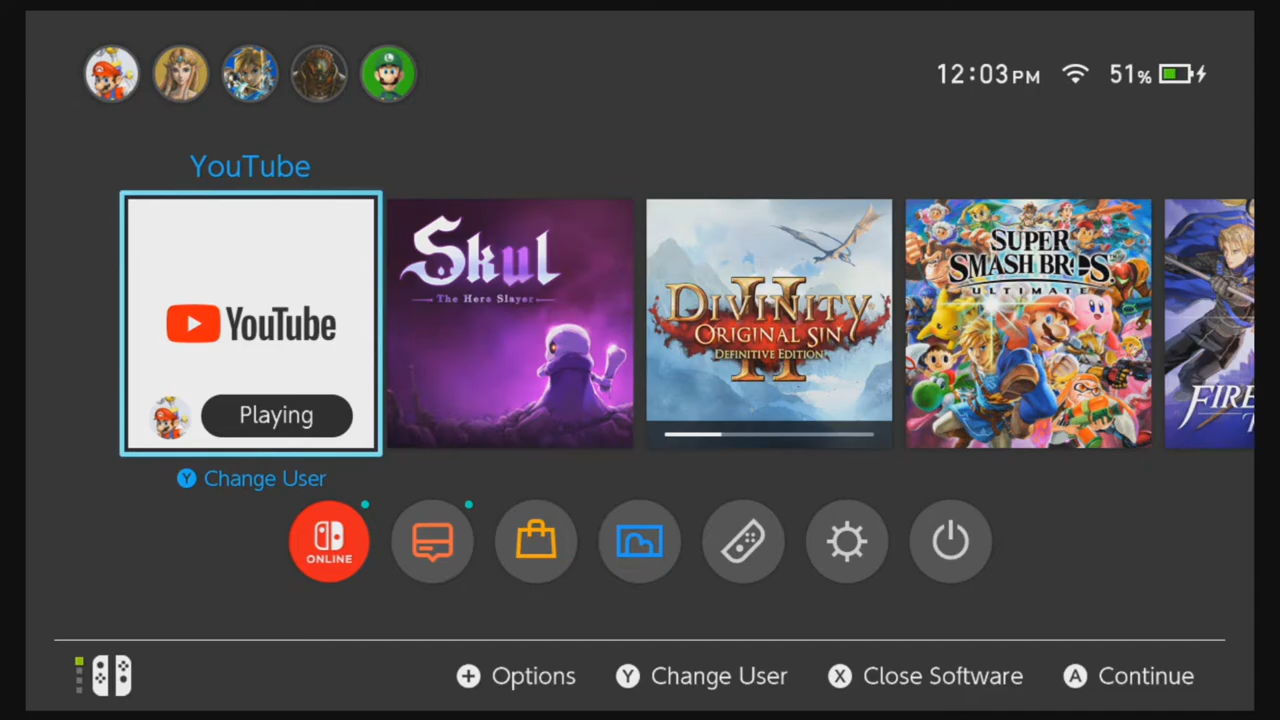 12:03PM 51%
YouTube
YouTube
Playing
Skul
The Hero Slayer
DIVINITY
II
ORIGINAL SIN
DEFINITIVE EDITION
SUPER
SMASH BROS.
ULTIMATE
FIRE
Y Change User
ONLINE
+ Options Y Change User X Close Software A Continue